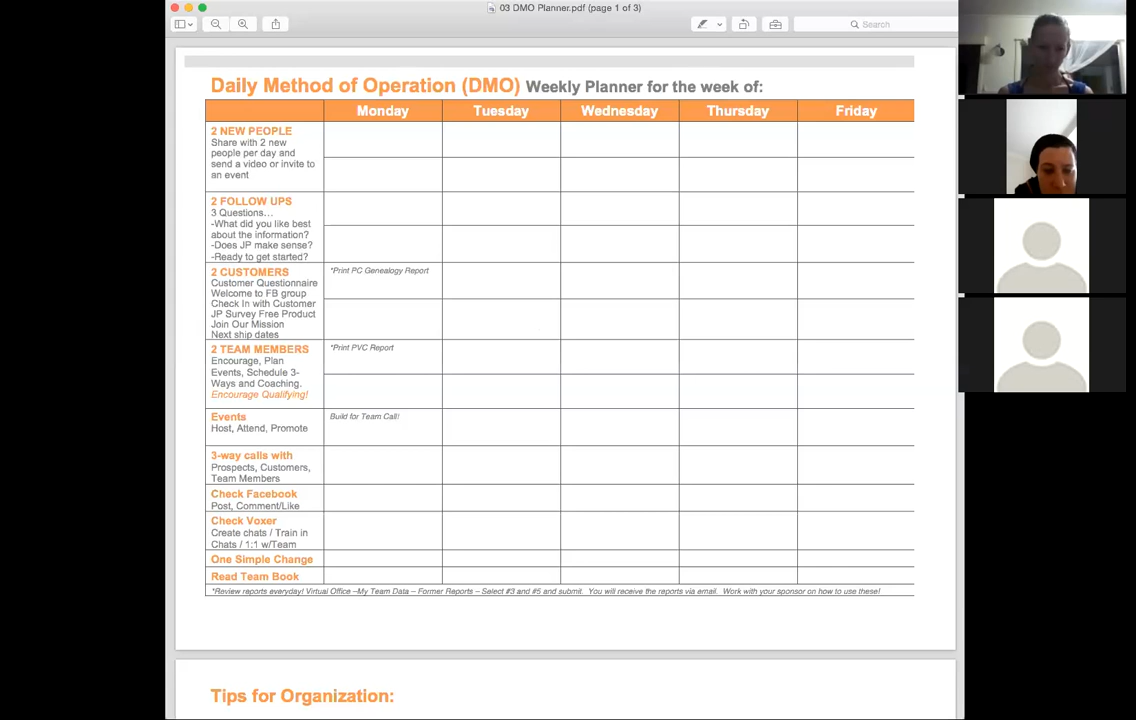 03 DMO Planner.pdf (page 1 of 3)
Search
Daily Method of Operation (DMO) Weekly Planner for the week of:
Monday Tuesday Wednesday Thursday Friday
2 NEW PEOPLE
Share with 2 new
people per day and
send a video or invite to
an event
2 FOLLOW UPS
3 Questions…
-What did you like best
about the information?
-Does JP make sense?
-Ready to get started?
2 CUSTOMERS
*Print PC Genealogy Report
Customer Questionnaire
Welcome to FB group
Check In with Customer
JP Survey Free Product
Join Our Mission
Next ship dates
2 TEAM MEMBERS
*Print PVC Report
Encourage, Plan
Events, Schedule 3-
Ways and Coaching.
Encourage Qualifying!
Events
Build for Team Call!
Host, Attend, Promote
3-way calls with
Prospects, Customers,
Team Members
Check Facebook
Post, Comment/Like
Check Voxer
Create chats / Train in
Chats / 1:1 w/Team
One Simple Change
Read Team Book
*Review reports everyday! Virtual Office –My Team Data – Former Reports – Select #3 and #5 and submit. You will receive the reports via email. Work with your sponsor on how to use these!
Tips for Organization: